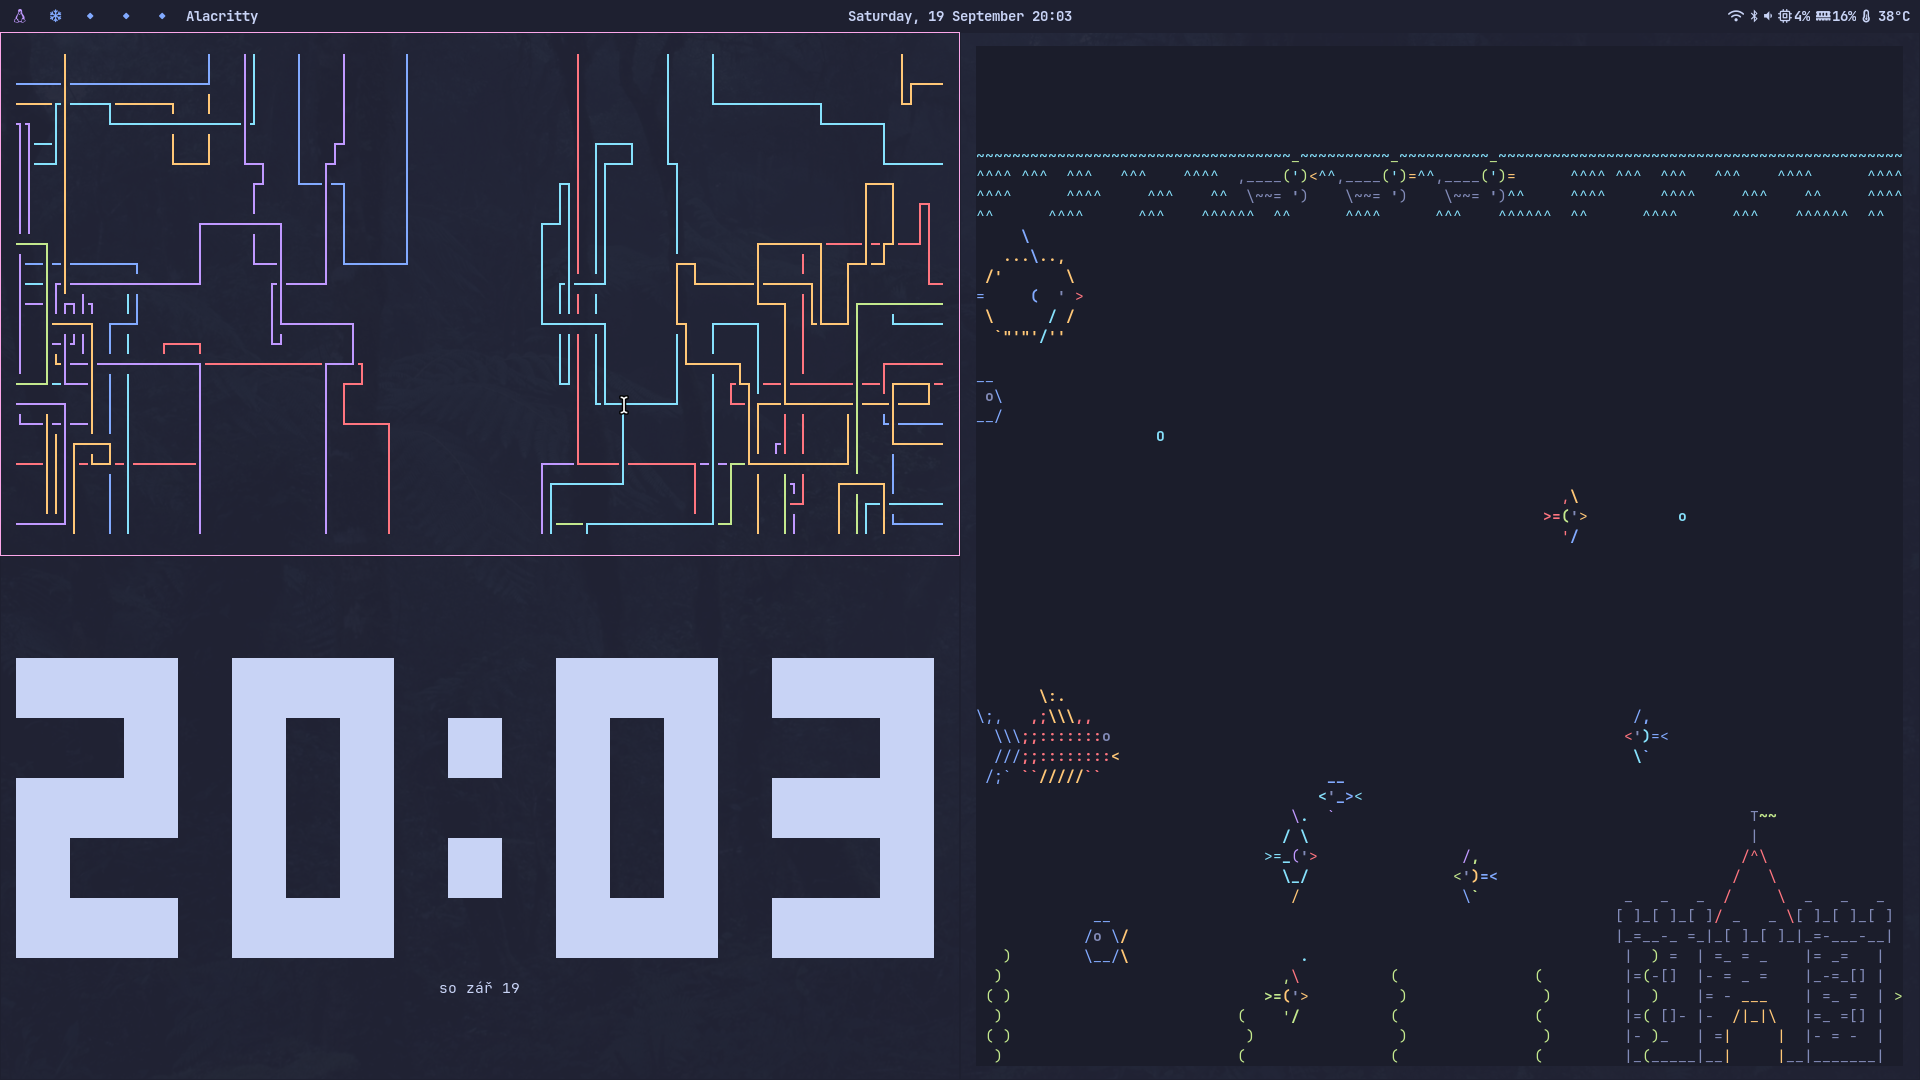 Alacritty
Saturday, 19 September 20:03
4% 16% 38°C
20:03
so zář 19